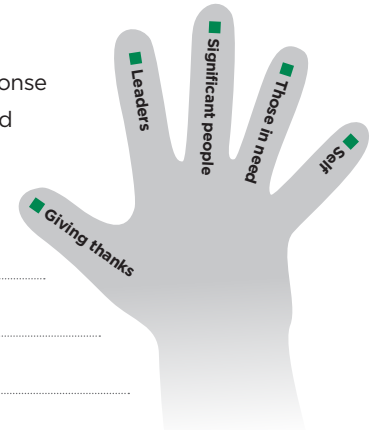 onse
d
Giving thanks
Leaders
Significant people
Those in need
Self